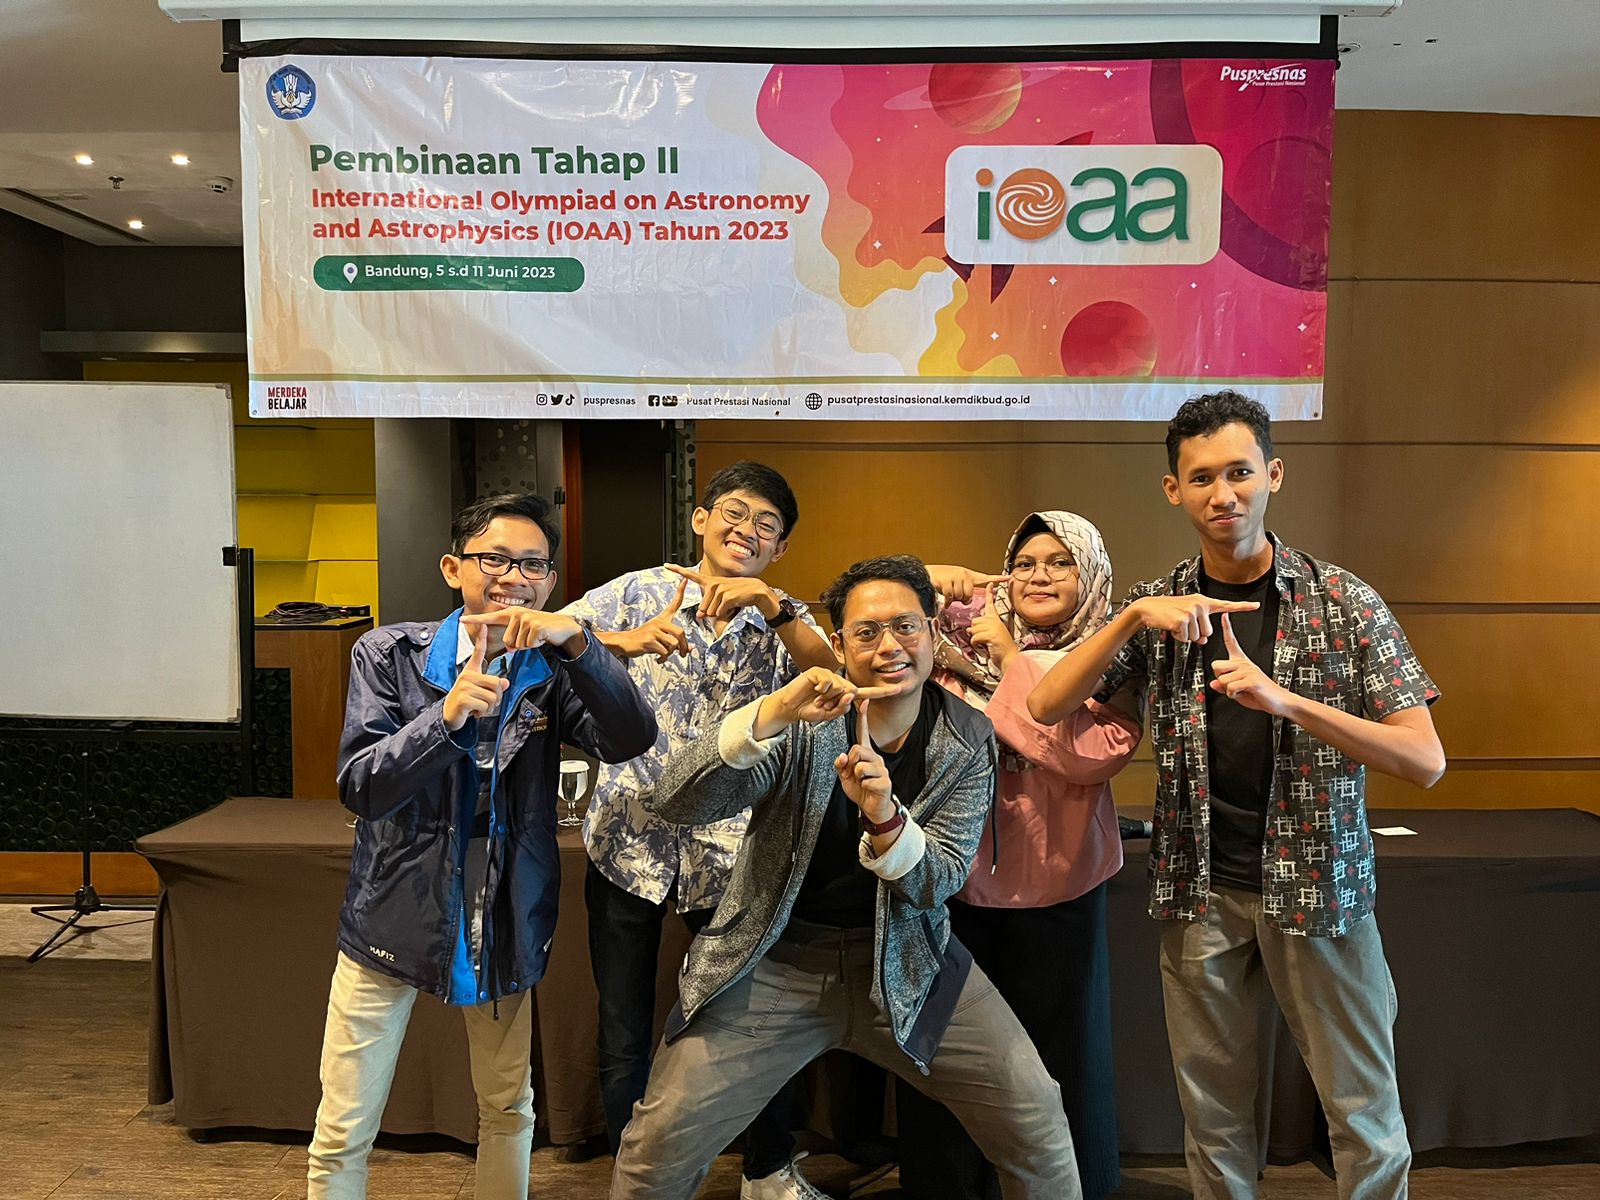 Puspresnas
Pusat Prestasi Nasional
Pembinaan Tahap II
International Olympiad on Astronomy
and Astrophysics (IOAA) Tahun 2023
ioaa
Bandung, 5 s.d 11 Juni 2023
MERDEKA
BELAJAR
puspresnas
Pusat Prestasi Nasional
pusatprestasinasional.kemdikbud.go.id
HAFIZ